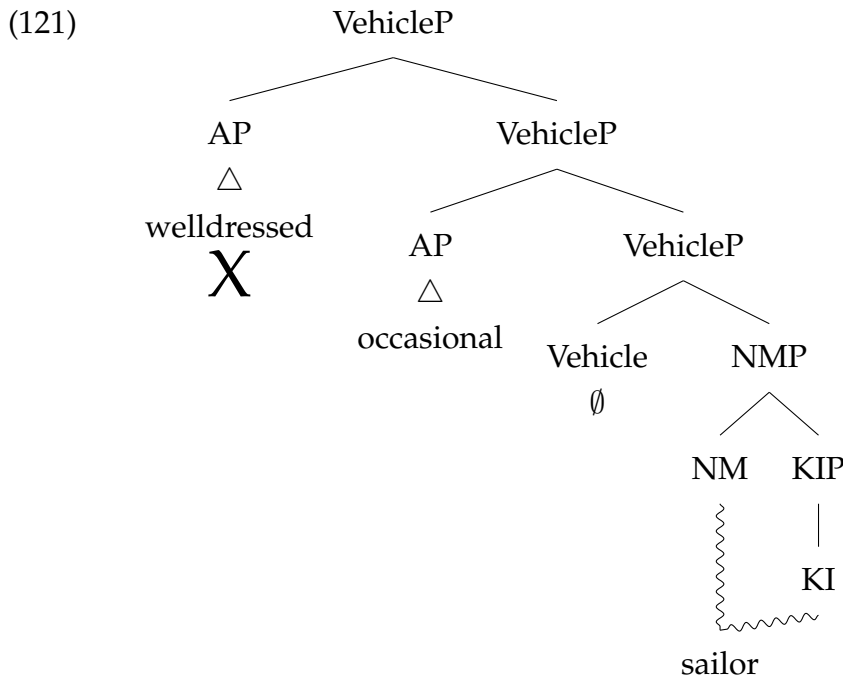 (121) VehicleP
AP VehicleP
△
welldressed AP VehicleP
X △
occasional Vehicle NMP
∅
NM KIP
KI
sailor